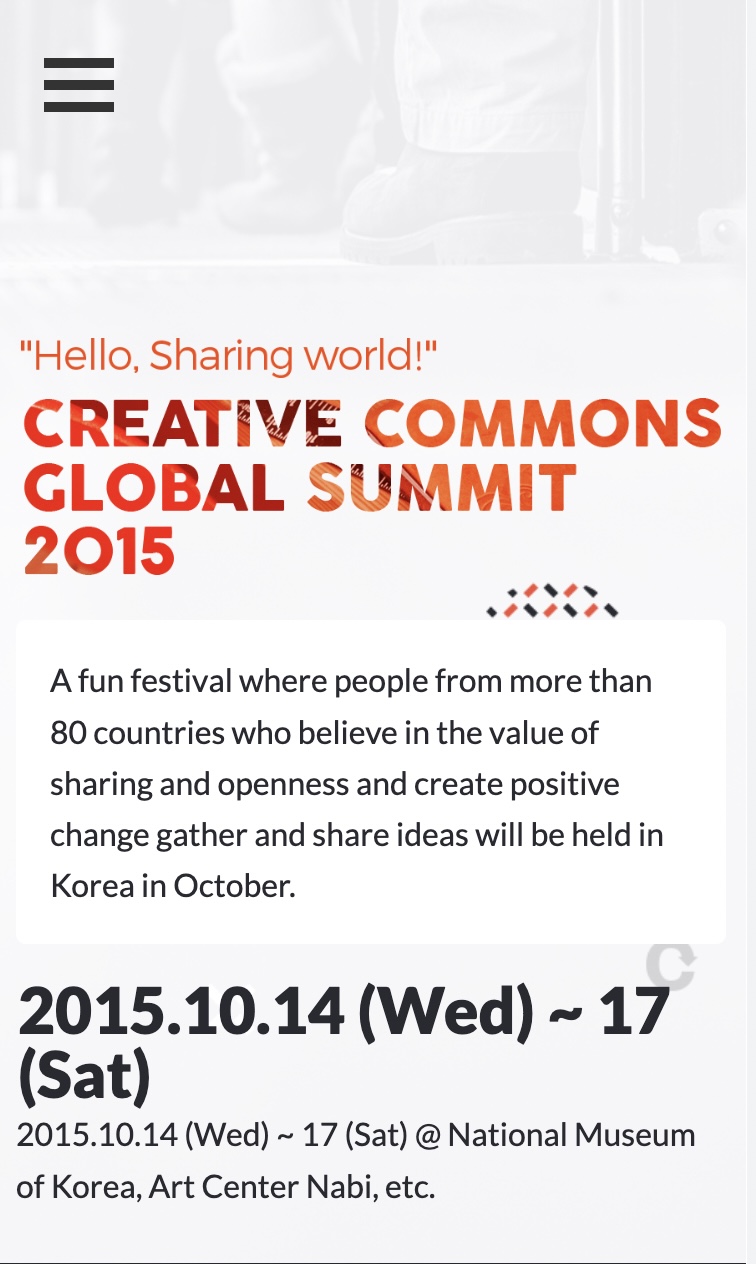 "Hello, Sharing world!"
CREATIVE COMMONS
GLOBAL SUMMIT
2015
A fun festival where people from more than
80 countries who believe in the value of
sharing and openness and create positive
change gather and share ideas will be held in
Korea in October.
2015.10.14 (Wed) ~ 17
(Sat)
2015.10.14 (Wed) ~ 17 (Sat) @ National Museum
of Korea, Art Center Nabi, etc.